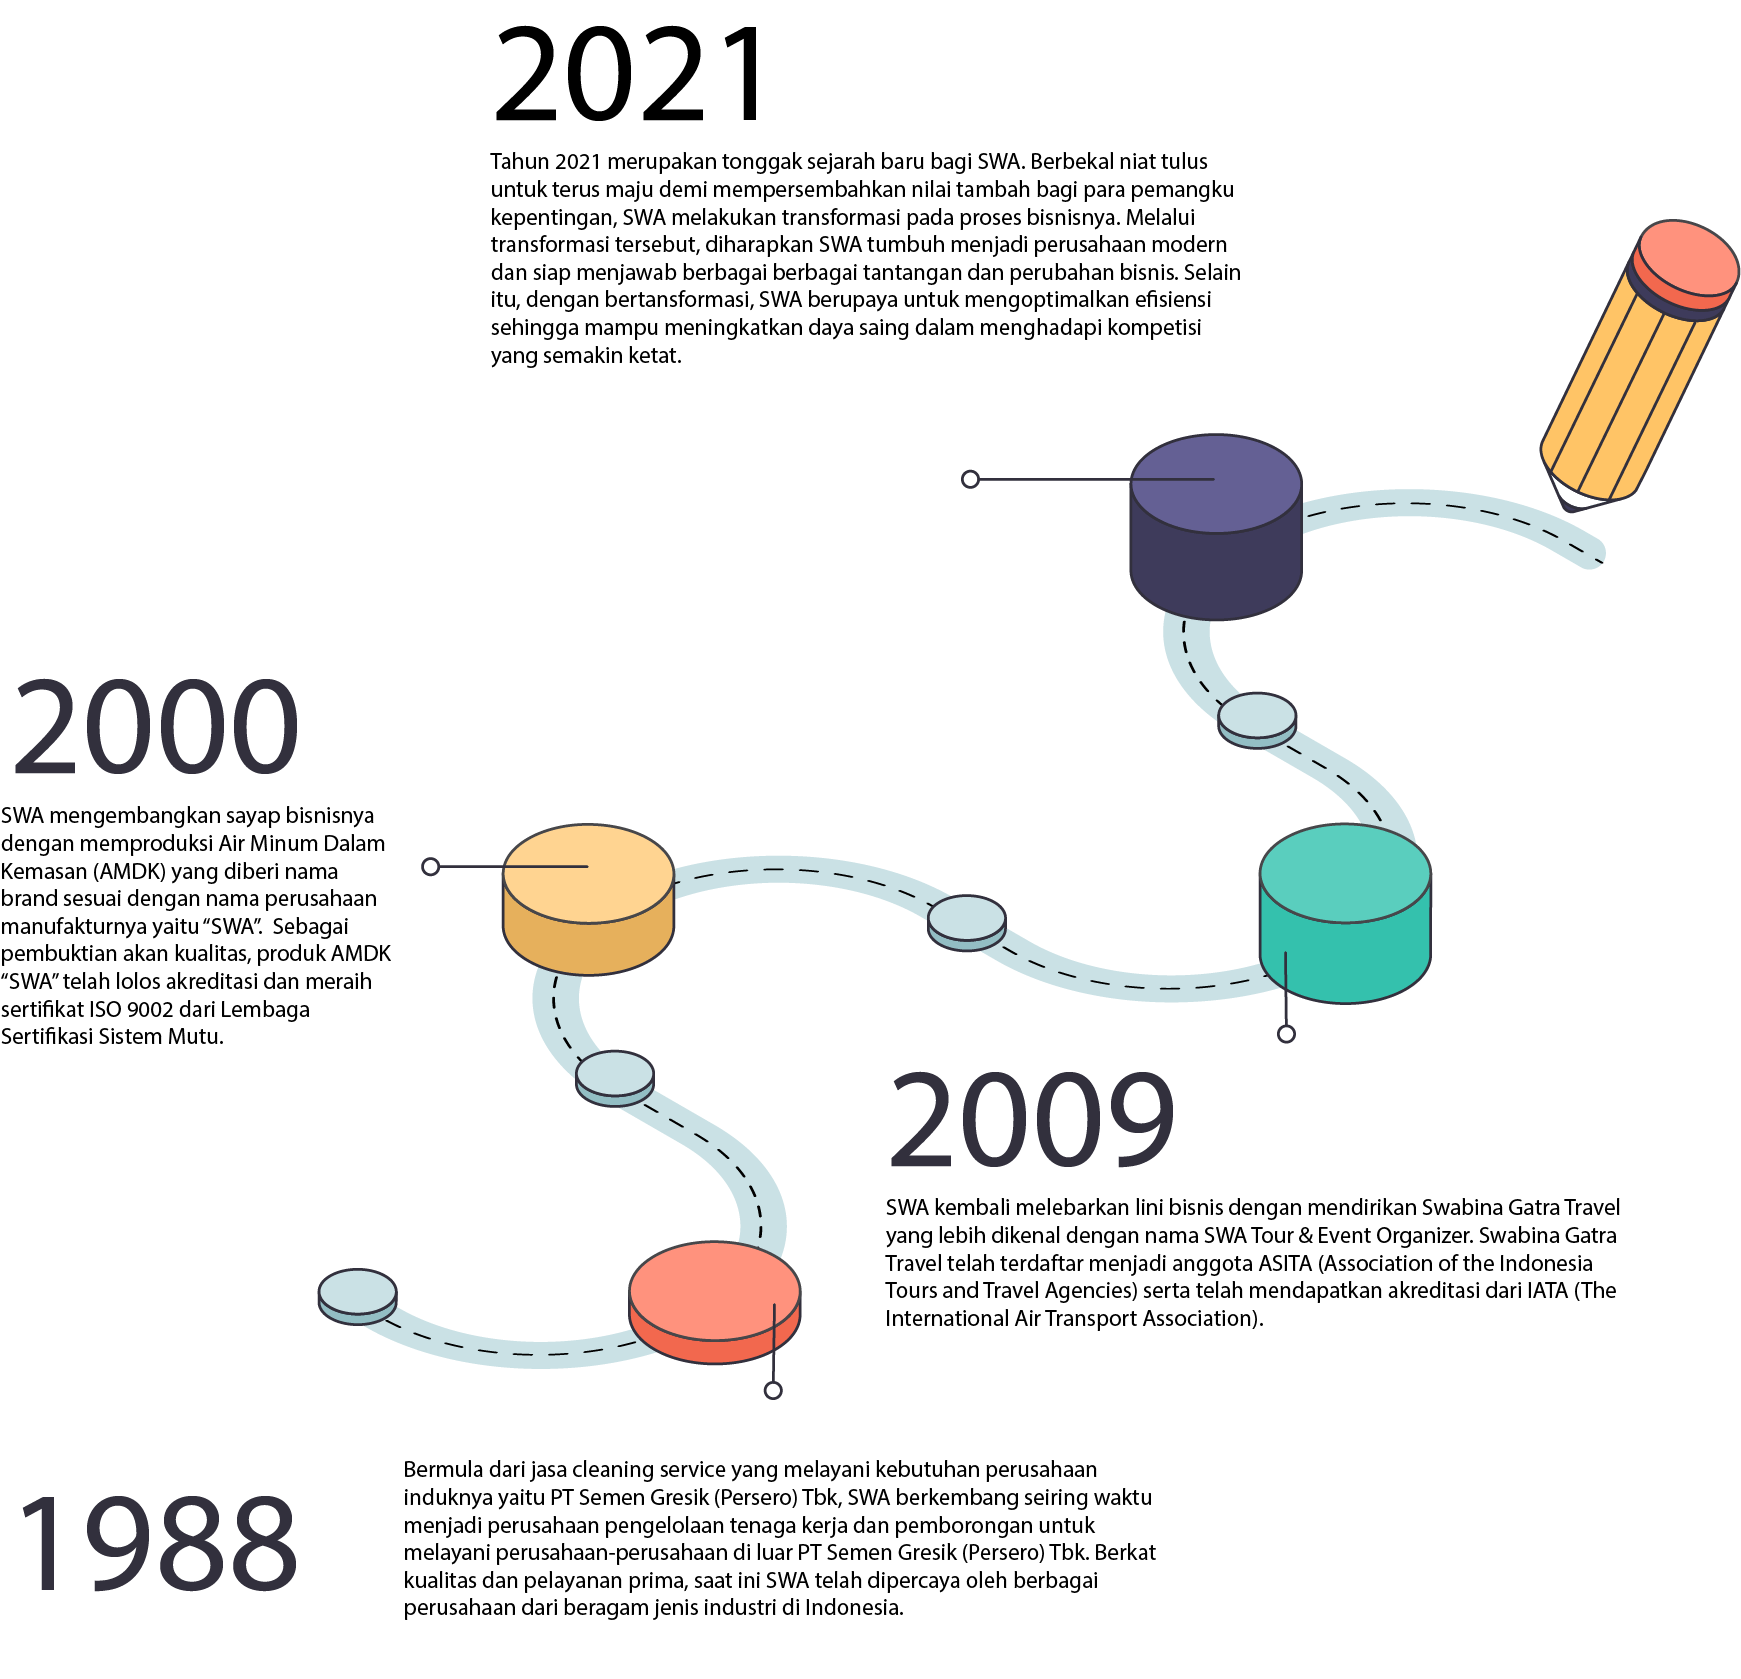 2021
Tahun 2021 merupakan tonggak sejarah baru bagi SWA. Berbekal niat tulus
untuk terus maju demi mempersembahkan nilai tambah bagi para pemangku
kepentingan, SWA melakukan transformasi pada proses bisnisnya. Melalui
transformasi tersebut, diharapkan SWA tumbuh menjadi perusahaan modern
dan siap menjawab berbagai berbagai tantangan dan perubahan bisnis. Selain
itu, dengan bertansformasi, SWA berupaya untuk mengoptimalkan efisiensi
sehingga mampu meningkatkan daya saing dalam menghadapi kompetisi
yang semakin ketat.
2000
SWA mengembangkan sayap bisnisnya
dengan memproduksi Air Minum Dalam
Kemasan (AMDK) yang diberi nama
brand sesuai dengan nama perusahaan
manufakturnya yaitu “SWA”.  Sebagai
pembuktian akan kualitas, produk AMDK
“SWA” telah lolos akreditasi dan meraih
sertifikat ISO 9002 dari Lembaga
Sertifikasi Sistem Mutu.
2009
SWA kembali melebarkan lini bisnis dengan mendirikan Swabina Gatra Travel
yang lebih dikenal dengan nama SWA Tour & Event Organizer. Swabina Gatra
Travel telah terdaftar menjadi anggota ASITA (Association of the Indonesia
Tours and Travel Agencies) serta telah mendapatkan akreditasi dari IATA (The
International Air Transport Association).
1988
Bermula dari jasa cleaning service yang melayani kebutuhan perusahaan
induknya yaitu PT Semen Gresik (Persero) Tbk, SWA berkembang seiring waktu
menjadi perusahaan pengelolaan tenaga kerja dan pemborongan untuk
melayani perusahaan-perusahaan di luar PT Semen Gresik (Persero) Tbk. Berkat
kualitas dan pelayanan prima, saat ini SWA telah dipercaya oleh berbagai
perusahaan dari beragam jenis industri di Indonesia.